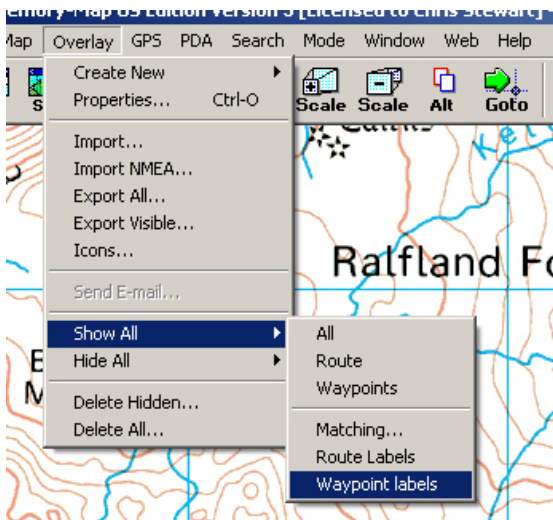 emory-Map OS Edition Version 5 [Licensed to Chris Stewart]
Map Overlay GPS PDA Search Mode Window Web Help
Scale Scale Alt Goto
Create New
Properties... Ctrl-O
Import...
Import NMEA...
Export All...
Export Visible...
Icons...
Send E-mail...
Show All
Hide All
Delete Hidden...
Delete All...
All
Route
Waypoints
Matching...
Route Labels
Waypoint labels
Cairns
Ralfland Fo